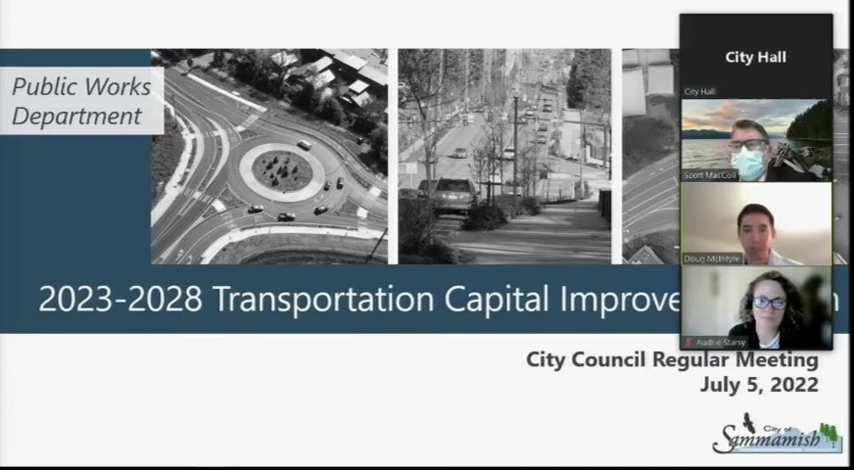 Public Works
Department
2023-2028 Transportation Capital Improve
City Council Regular Meeting
July 5, 2022
City of
Sammamish
City Hall
City Hall
Scott MacColl
Doug McIntyre
Audrie Starsy